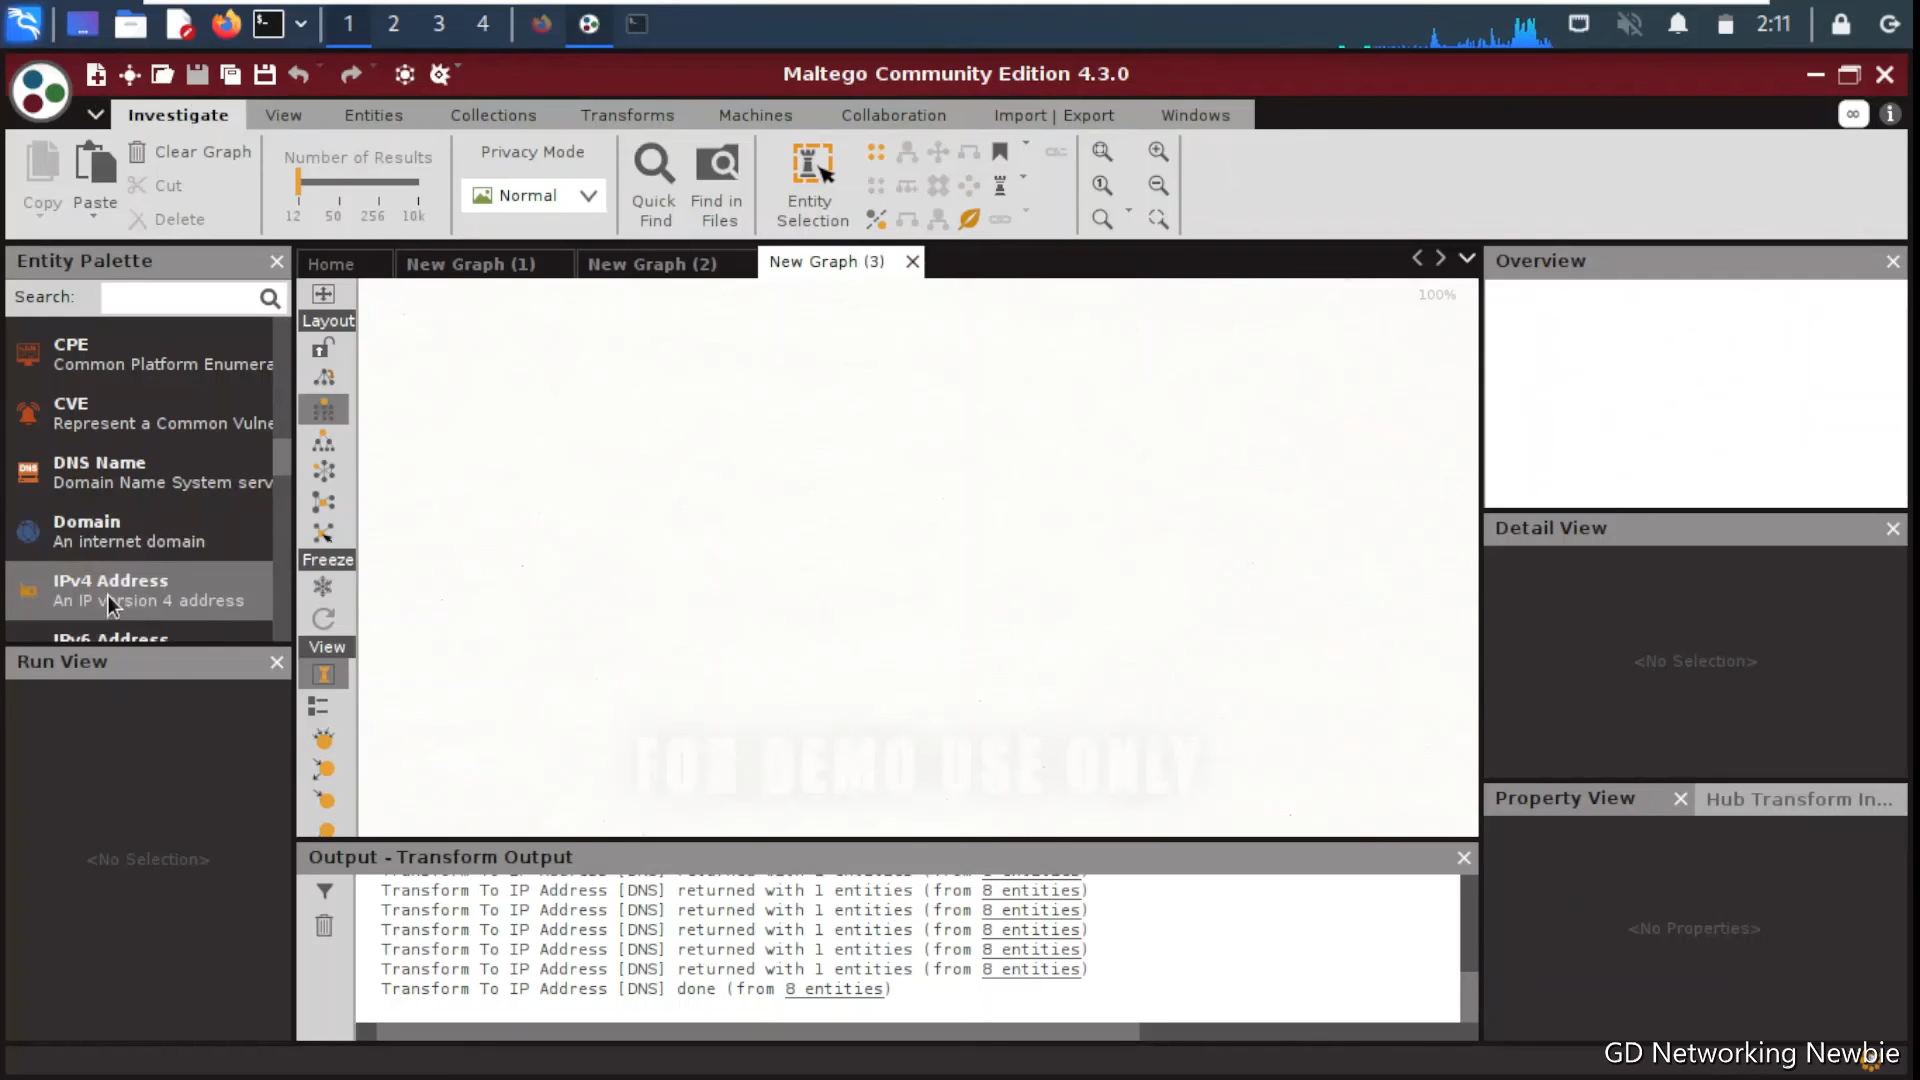 1 2 3 4
2:11
Maltego Community Edition 4.3.0
Investigate View Entities Collections Transforms Machines Collaboration Import | Export Windows
Copy
Paste
Clear Graph
Cut
Delete
Number of Results
12 50 256 10k
Privacy Mode
Normal
Quick
Find
Find in
Files
Entity
Selection
Entity Palette
Search:
CPE
Common Platform Enumera
CVE
Represent a Common Vulne
DNS Name
Domain Name System serv
Domain
An internet domain
IPv4 Address
An IP version 4 address
IPv6 Address
Run View
<No Selection>
Home New Graph (1) New Graph (2) New Graph (3)
100%
Layout
Freeze
View
FOR DEMO USE ONLY
Output - Transform Output
Transform To IP Address [DNS] returned with 1 entities (from 8 entities)
Transform To IP Address [DNS] returned with 1 entities (from 8 entities)
Transform To IP Address [DNS] returned with 1 entities (from 8 entities)
Transform To IP Address [DNS] returned with 1 entities (from 8 entities)
Transform To IP Address [DNS] returned with 1 entities (from 8 entities)
Transform To IP Address [DNS] done (from 8 entities)
Overview
Detail View
<No Selection>
Property View Hub Transform In...
<No Properties>
GD Networking Newbie